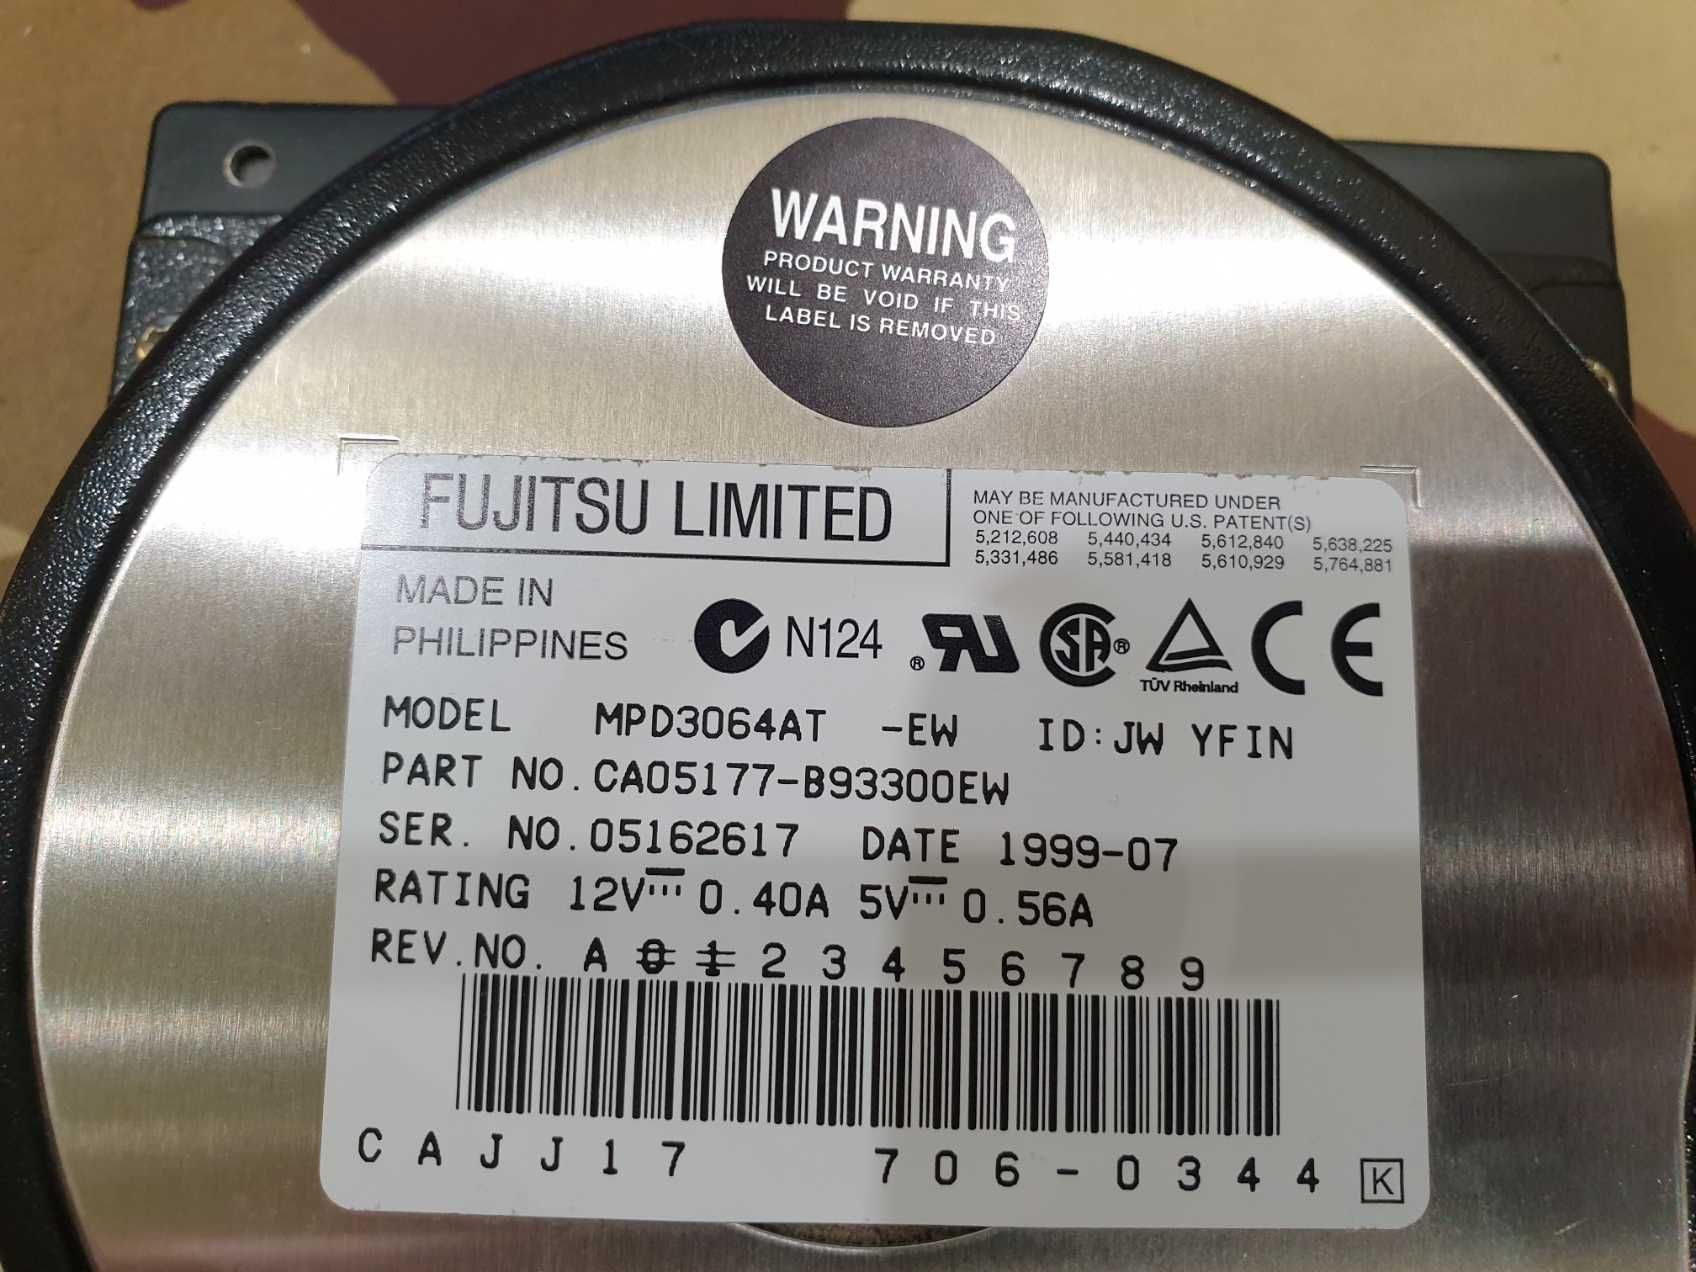 WARNING
PRODUCT WARRANTY
WILL BE VOID IF THIS
LABEL IS REMOVED
FUJITSU LIMITED
MAY BE MANUFACTURED UNDER
ONE OF FOLLOWING U.S. PATENT(S)
5,212,608 5,440,434 5,612,840 5,638,225
5,331,486 5,581,418 5,610,929 5,764,881
MADE IN
PHILIPPINES
N124
TÜV Rheinland
MODEL MPD3064AT -EW ID:JW YFIN
PART NO.CA05177-B93300EW
SER. NO.05162617 DATE 1999-07
RATING 12V⎓0.40A 5V⎓0.56A
REV.NO. A 0 1 2 3 4 5 6 7 8 9
CAJJ17 706-0344 K